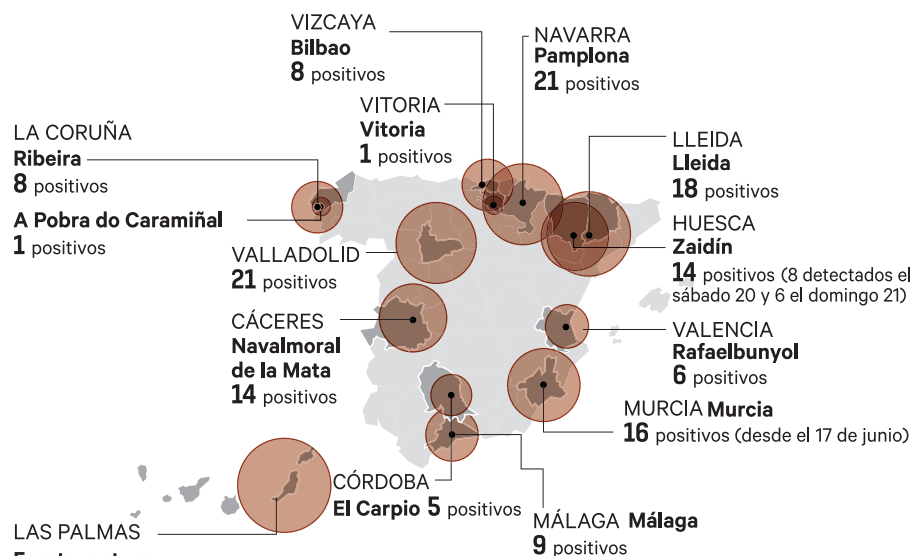 VIZCAYA
Bilbao
8 positivos
NAVARRA
Pamplona
21 positivos
VITORIA
Vitoria
1 positivos
LA CORUÑA
Ribeira
8 positivos
A Pobra do Caramiñal
1 positivos
LLEIDA
Lleida
18 positivos
HUESCA
Zaidín
14 positivos (8 detectados el
sábado 20 y 6 el domingo 21)
VALLADOLID
21 positivos
CÁCERES
Navalmoral
de la Mata
14 positivos
VALENCIA
Rafaelbunyol
6 positivos
MURCIA Murcia
16 positivos (desde el 17 de junio)
CÓRDOBA
El Carpio 5 positivos
MÁLAGA Málaga
9 positivos
LAS PALMAS